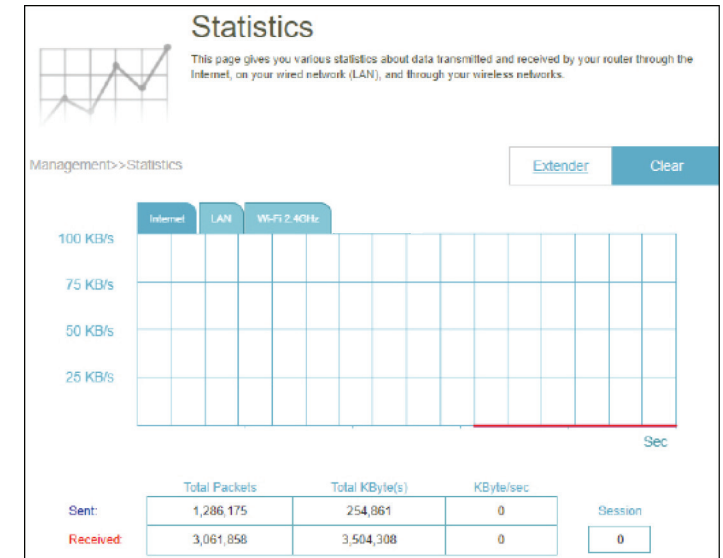 Statistics
This page gives you various statistics about data transmitted and received by your router through the
Internet, on your wired network (LAN), and through your wireless networks.
Management>>Statistics
Extender
Clear
Internet
LAN
Wi-Fi 2.4GHz
100 KB/s
75 KB/s
50 KB/s
25 KB/s
Sec
Total Packets Total KByte(s) KByte/sec
Sent: 1,286,175 254,861 0 Session
Received: 3,061,858 3,504,308 0 0